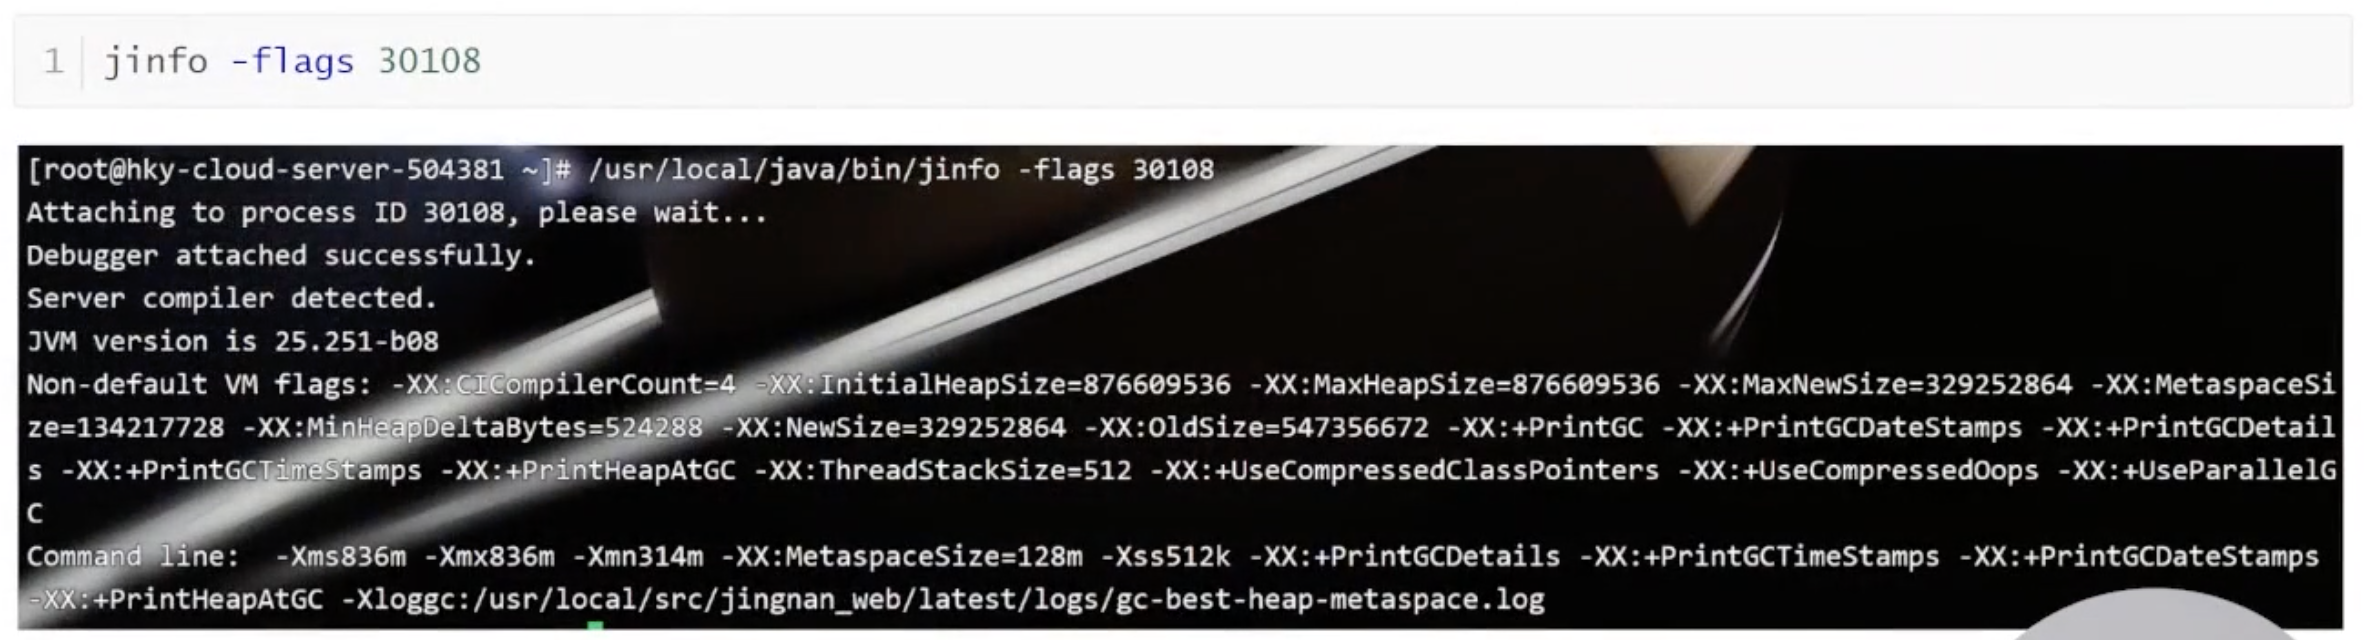 1 jinfo -flags 30108
[root@hky-cloud-server-504381 ~]# /usr/local/java/bin/jinfo -flags 30108
Attaching to process ID 30108, please wait...
Debugger attached successfully.
Server compiler detected.
JVM version is 25.251-b08
Non-default VM flags: -XX:CICompilerCount=4 -XX:InitialHeapSize=876609536 -XX:MaxHeapSize=876609536 -XX:MaxNewSize=329252864 -XX:MetaspaceSi
ze=134217728 -XX:MinHeapDeltaBytes=524288 -XX:NewSize=329252864 -XX:OldSize=547356672 -XX:+PrintGC -XX:+PrintGCDateStamps -XX:+PrintGCDetail
s -XX:+PrintGCTimeStamps -XX:+PrintHeapAtGC -XX:ThreadStackSize=512 -XX:+UseCompressedClassPointers -XX:+UseCompressedOops -XX:+UseParallelG
C
Command line:  -Xms836m -Xmx836m -Xmn314m -XX:MetaspaceSize=128m -Xss512k -XX:+PrintGCDetails -XX:+PrintGCTimeStamps -XX:+PrintGCDateStamps
-XX:+PrintHeapAtGC -Xloggc:/usr/local/src/jingnan_web/latest/logs/gc-best-heap-metaspace.log